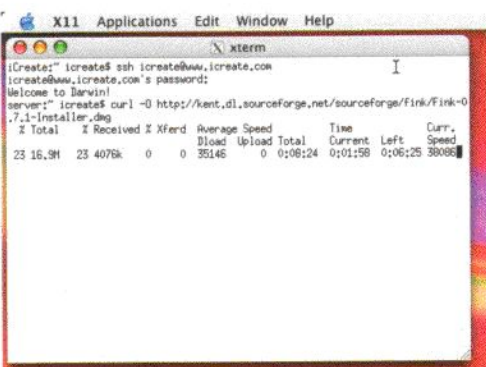 X11 Applications Edit Window Help
X xterm
iCreate:~ icreate$ ssh icreate@www.icreate.com
icreate@www.icreate.com's password:
Welcome to Darwin!
server:~ icreate$ curl -O http://kent.dl.sourceforge.net/sourceforge/fink/Fink-0
.7.1-Installer.dmg
% Total % Received % Xferd Average Speed Time Curr.
Dload Upload Total Current Left Speed
23 16.9M 23 4076k 0 0 35146 0 0:08:24 0:01:58 0:06:25 38086